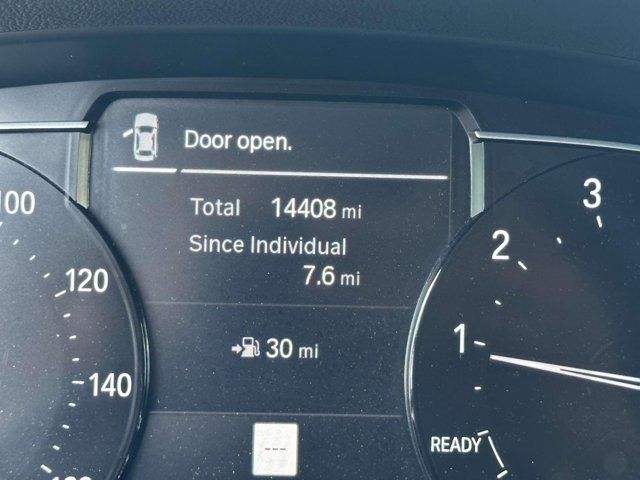 Door open.
Total 14408 mi
Since Individual
7.6 mi
30 mi
---
100
120
140
3
2
1
READY